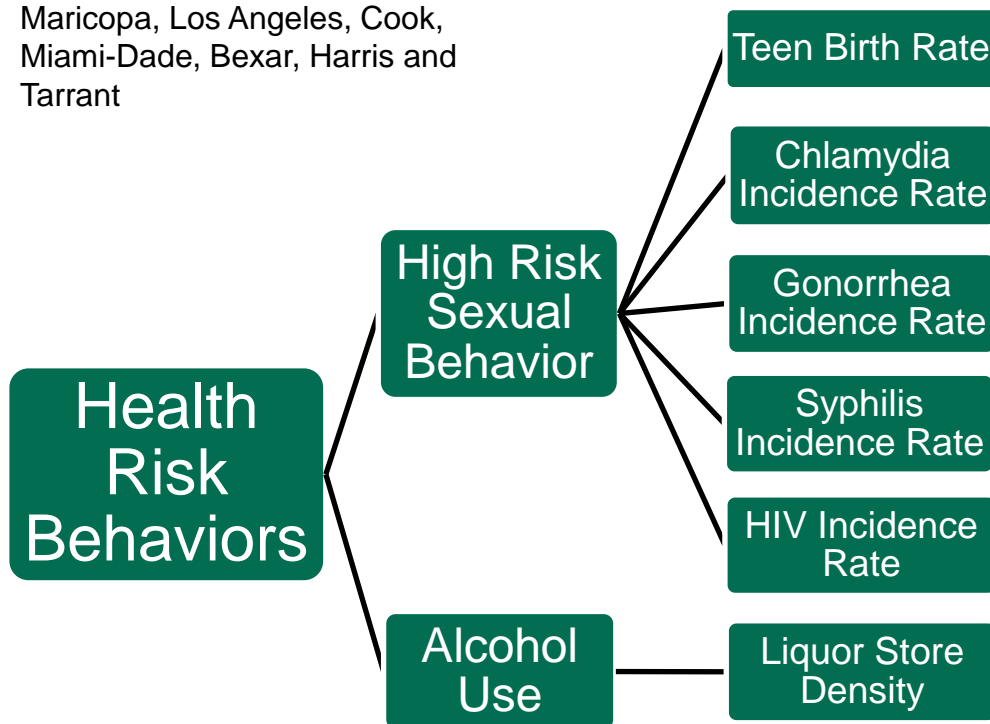 Maricopa, Los Angeles, Cook,
Miami-Dade, Bexar, Harris and
Tarrant
Health
Risk
Behaviors
High Risk
Sexual
Behavior
Teen Birth Rate
Chlamydia
Incidence Rate
Gonorrhea
Incidence Rate
Syphilis
Incidence Rate
HIV Incidence
Rate
Alcohol
Use
Liquor Store
Density